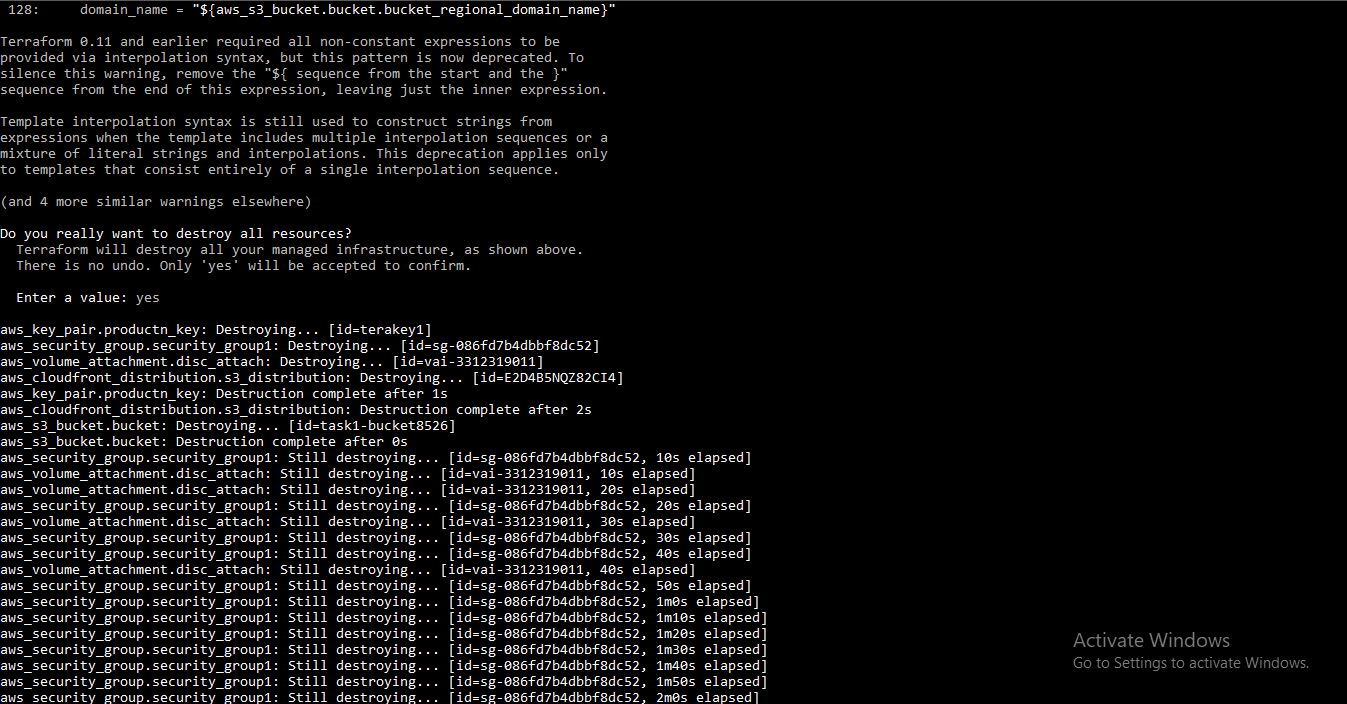 128:     domain_name = "${aws_s3_bucket.bucket.bucket_regional_domain_name}"
Terraform 0.11 and earlier required all non-constant expressions to be
provided via interpolation syntax, but this pattern is now deprecated. To
silence this warning, remove the "${ sequence from the start and the }"
sequence from the end of this expression, leaving just the inner expression.
Template interpolation syntax is still used to construct strings from
expressions when the template includes multiple interpolation sequences or a
mixture of literal strings and interpolations. This deprecation applies only
to templates that consist entirely of a single interpolation sequence.
(and 4 more similar warnings elsewhere)
Do you really want to destroy all resources?
  Terraform will destroy all your managed infrastructure, as shown above.
  There is no undo. Only 'yes' will be accepted to confirm.
  Enter a value: yes
aws_key_pair.productn_key: Destroying... [id=terakey1]
aws_security_group.security_group1: Destroying... [id=sg-086fd7b4dbbf8dc52]
aws_volume_attachment.disc_attach: Destroying... [id=vai-3312319011]
aws_cloudfront_distribution.s3_distribution: Destroying... [id=E2D4B5NQZ82CI4]
aws_key_pair.productn_key: Destruction complete after 1s
aws_cloudfront_distribution.s3_distribution: Destruction complete after 2s
aws_s3_bucket.bucket: Destroying... [id=task1-bucket8526]
aws_s3_bucket.bucket: Destruction complete after 0s
aws_security_group.security_group1: Still destroying... [id=sg-086fd7b4dbbf8dc52, 10s elapsed]
aws_volume_attachment.disc_attach: Still destroying... [id=vai-3312319011, 10s elapsed]
aws_volume_attachment.disc_attach: Still destroying... [id=vai-3312319011, 20s elapsed]
aws_security_group.security_group1: Still destroying... [id=sg-086fd7b4dbbf8dc52, 20s elapsed]
aws_volume_attachment.disc_attach: Still destroying... [id=vai-3312319011, 30s elapsed]
aws_security_group.security_group1: Still destroying... [id=sg-086fd7b4dbbf8dc52, 30s elapsed]
aws_security_group.security_group1: Still destroying... [id=sg-086fd7b4dbbf8dc52, 40s elapsed]
aws_volume_attachment.disc_attach: Still destroying... [id=vai-3312319011, 40s elapsed]
aws_security_group.security_group1: Still destroying... [id=sg-086fd7b4dbbf8dc52, 50s elapsed]
aws_security_group.security_group1: Still destroying... [id=sg-086fd7b4dbbf8dc52, 1m0s elapsed]
aws_security_group.security_group1: Still destroying... [id=sg-086fd7b4dbbf8dc52, 1m10s elapsed]
aws_security_group.security_group1: Still destroying... [id=sg-086fd7b4dbbf8dc52, 1m20s elapsed]
aws_security_group.security_group1: Still destroying... [id=sg-086fd7b4dbbf8dc52, 1m30s elapsed]
aws_security_group.security_group1: Still destroying... [id=sg-086fd7b4dbbf8dc52, 1m40s elapsed]
aws_security_group.security_group1: Still destroying... [id=sg-086fd7b4dbbf8dc52, 1m50s elapsed]
aws_security_group.security_group1: Still destroying... [id=sg-086fd7b4dbbf8dc52, 2m0s elapsed]
Activate Windows
Go to Settings to activate Windows.